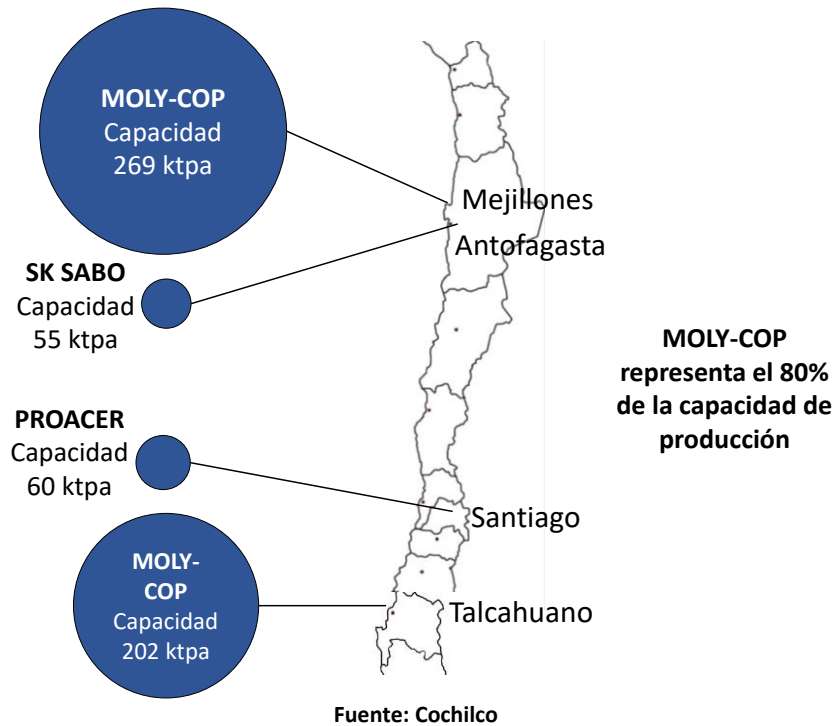 MOLY-COP
Capacidad
269 ktpa
Mejillones
Antofagasta
SK SABO
Capacidad
55 ktpa
MOLY-COP
representa el 80%
de la capacidad de
producción
PROACER
Capacidad
60 ktpa
Santiago
MOLY-
COP
Capacidad
202 ktpa
Talcahuano
Fuente: Cochilco